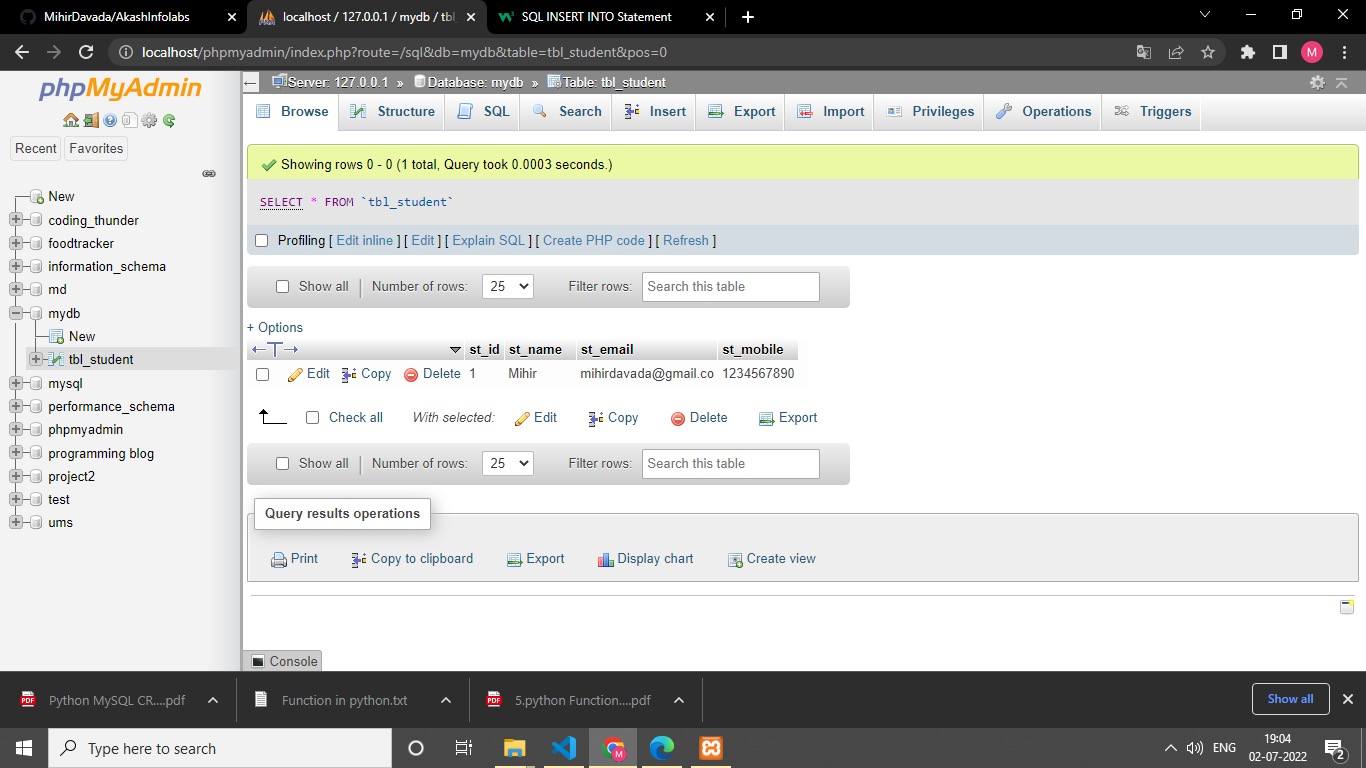 MihirDavada/AkashInfolabs
localhost / 127.0.0.1 / mydb / tbl_
SQL INSERT INTO Statement
localhost/phpmyadmin/index.php?route=/sql&db=mydb&table=tbl_student&pos=0
M
phpMyAdmin
Recent
Favorites
New
coding_thunder
foodtracker
information_schema
md
mydb
New
tbl_student
mysql
performance_schema
phpmyadmin
programming blog
project2
test
ums
Server: 127.0.0.1 » Database: mydb » Table: tbl_student
Browse Structure SQL Search Insert Export Import Privileges Operations Triggers
Showing rows 0 - 0 (1 total, Query took 0.0003 seconds.)
SELECT * FROM `tbl_student`
Profiling [ Edit inline ] [ Edit ] [ Explain SQL ] [ Create PHP code ] [ Refresh ]
Show all Number of rows: 25 Filter rows: Search this table
+ Options
←T→ st_id st_name st_email st_mobile
Edit Copy Delete 1 Mihir mihirdavada@gmail.co 1234567890
Check all With selected: Edit Copy Delete Export
Show all Number of rows: 25 Filter rows: Search this table
Query results operations
Print Copy to clipboard Export Display chart Create view
Console
PDF Python MySQL CR....pdf Function in python.txt PDF 5.python Function....pdf Show all
Type here to search
M
ENG
19:04
02-07-2022
2